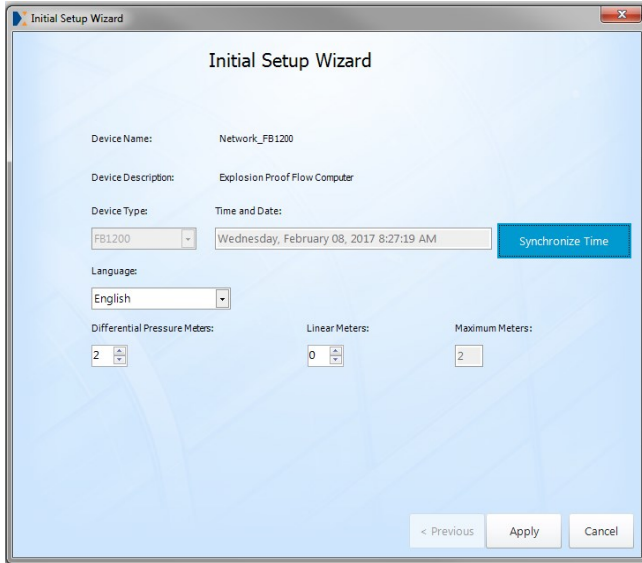 Initial Setup Wizard
Initial Setup Wizard
Device Name: Network_FB1200
Device Description: Explosion Proof Flow Computer
Device Type: Time and Date:
FB1200 Wednesday, February 08, 2017 8:27:19 AM Synchronize Time
Language:
English
Differential Pressure Meters: Linear Meters: Maximum Meters:
2 0 2
< Previous Apply Cancel